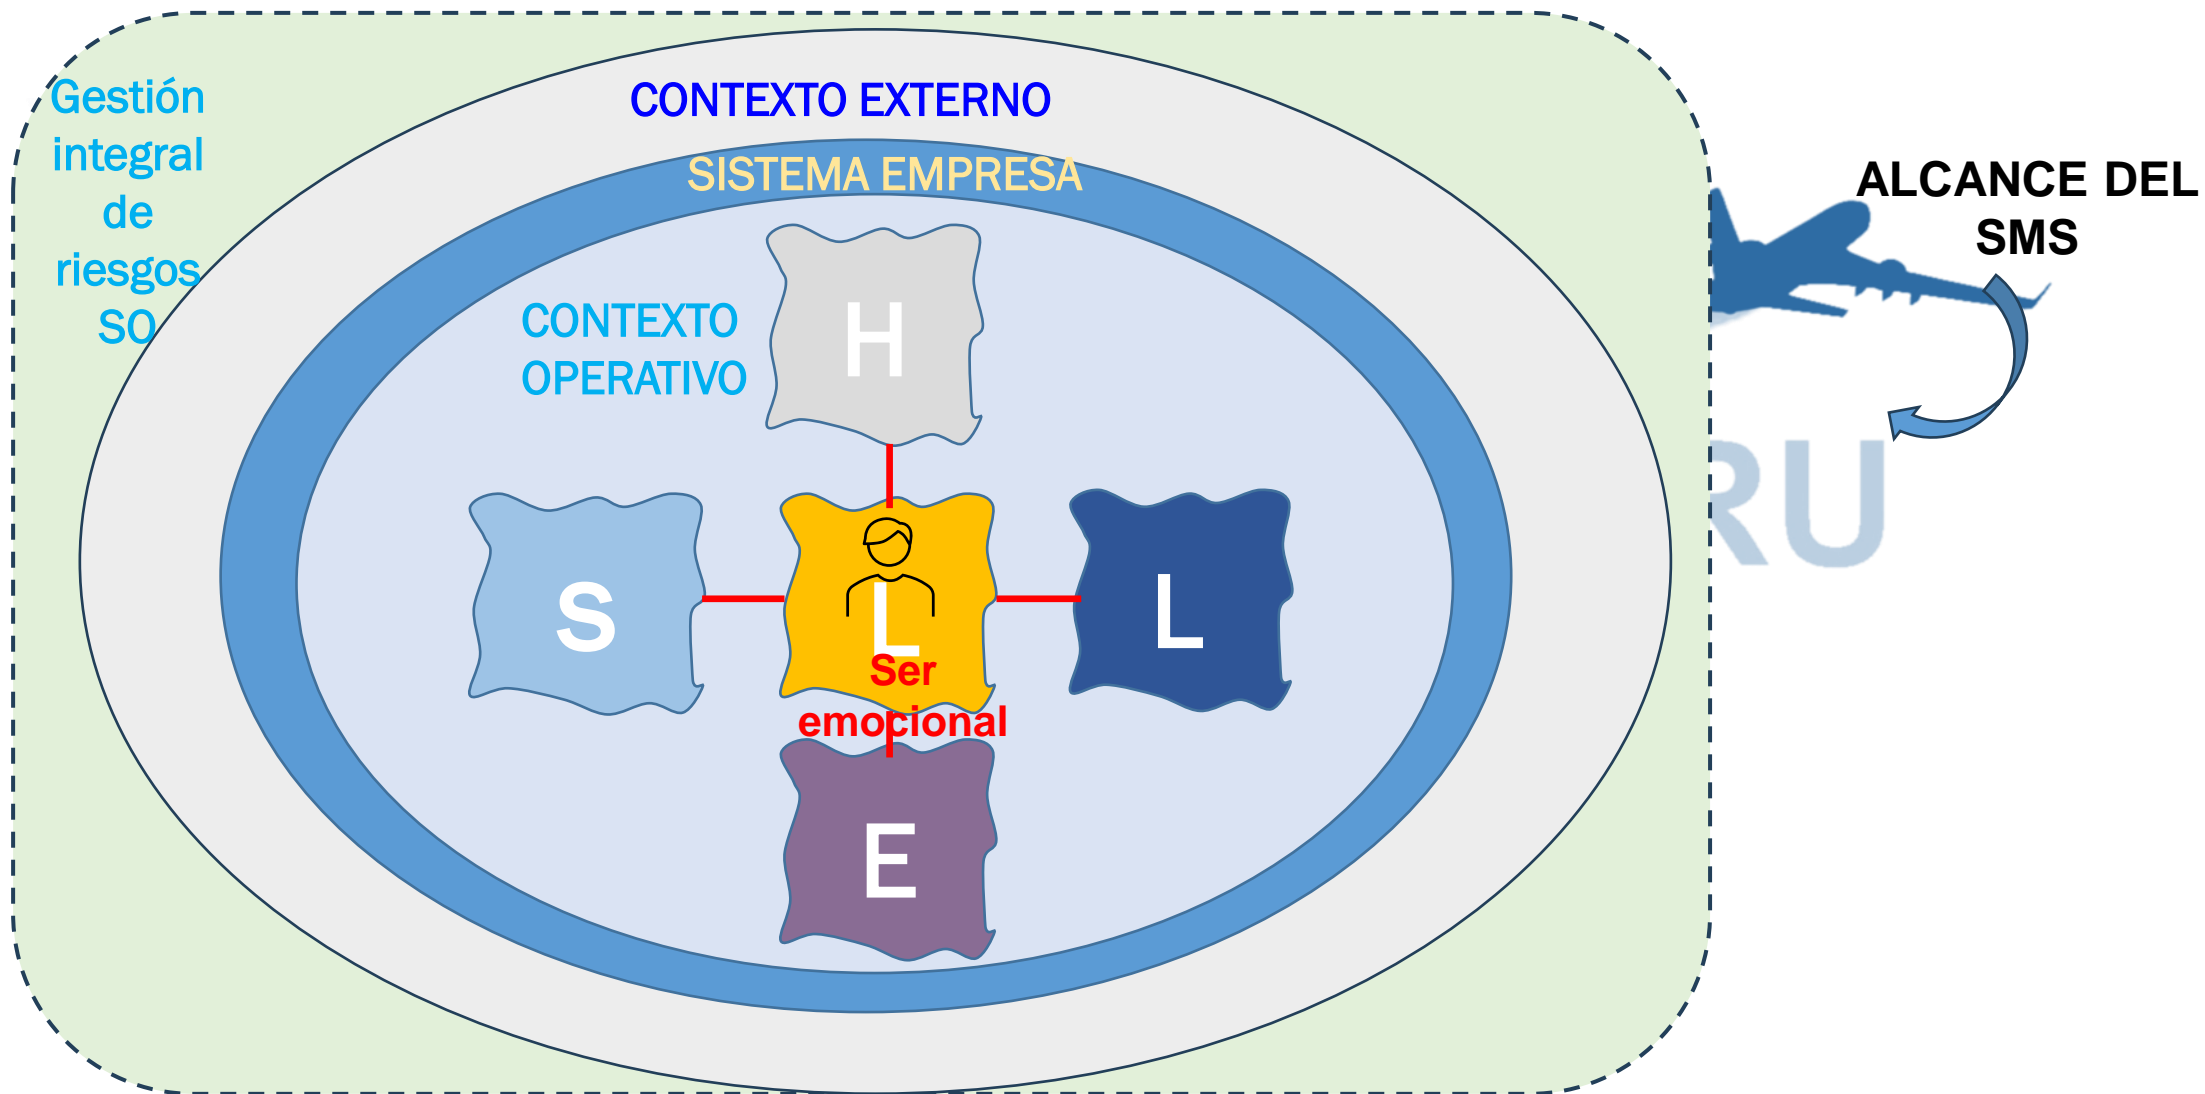 Gestión
integral
de
riesgos
SO
CONTEXTO EXTERNO
SISTEMA EMPRESA
CONTEXTO
OPERATIVO
H
S
L
Ser
emocional
L
E
ALCANCE DEL
SMS
RU